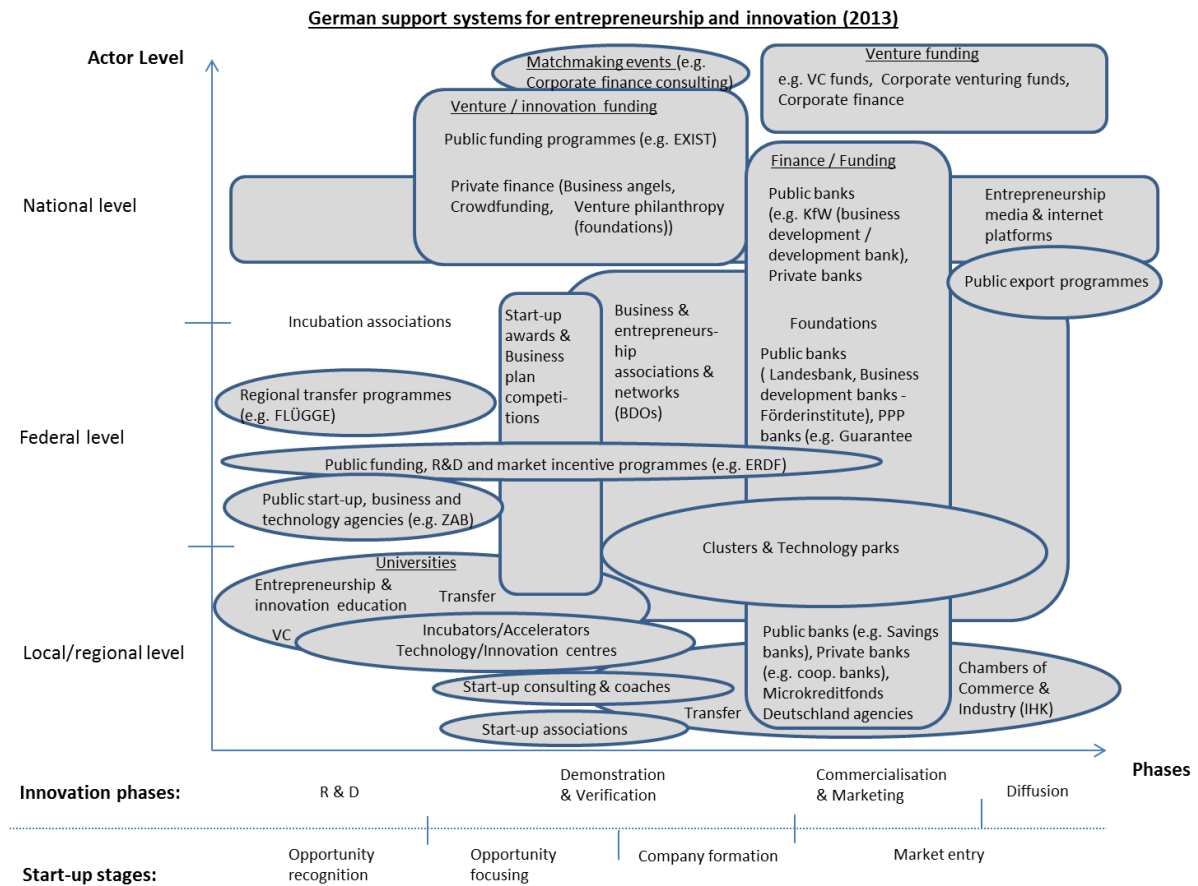 German support systems for entrepreneurship and innovation (2013)
Actor Level
Matchmaking events (e.g.
Corporate finance consulting)
Venture funding
e.g. VC funds, Corporate venturing funds,
Corporate finance
Venture / innovation funding
Public funding programmes (e.g. EXIST)
Private finance (Business angels,
Crowdfunding, Venture philanthropy
(foundations))
Finance / Funding
Public banks
(e.g. KfW (business
development /
development bank),
Private banks
National level
Entrepreneurship
media & internet
platforms
Public export programmes
Incubation associations
Start-up
awards &
Business
plan
competi-
tions
Business &
entrepreneurs-
hip
associations &
networks
(BDOs)
Foundations
Public banks
( Landesbank, Business
development banks -
Förderinstitute), PPP
banks (e.g. Guarantee
Regional transfer programmes
(e.g. FLÜGGE)
Federal level
Public funding, R&D and market incentive programmes (e.g. ERDF)
Public start-up, business and
technology agencies (e.g. ZAB)
Clusters & Technology parks
Universities
Entrepreneurship &
innovation education
Transfer
VC
Incubators/Accelerators
Technology/Innovation centres
Local/regional level
Public banks (e.g. Savings
banks), Private banks
(e.g. coop. banks),
Microkreditfonds
Deutschland agencies
Chambers of
Commerce &
Industry (IHK)
Start-up consulting & coaches
Transfer
Start-up associations
Phases
Innovation phases:
R & D
Demonstration
& Verification
Commercialisation
& Marketing
Diffusion
Start-up stages:
Opportunity
recognition
Opportunity
focusing
Company formation
Market entry